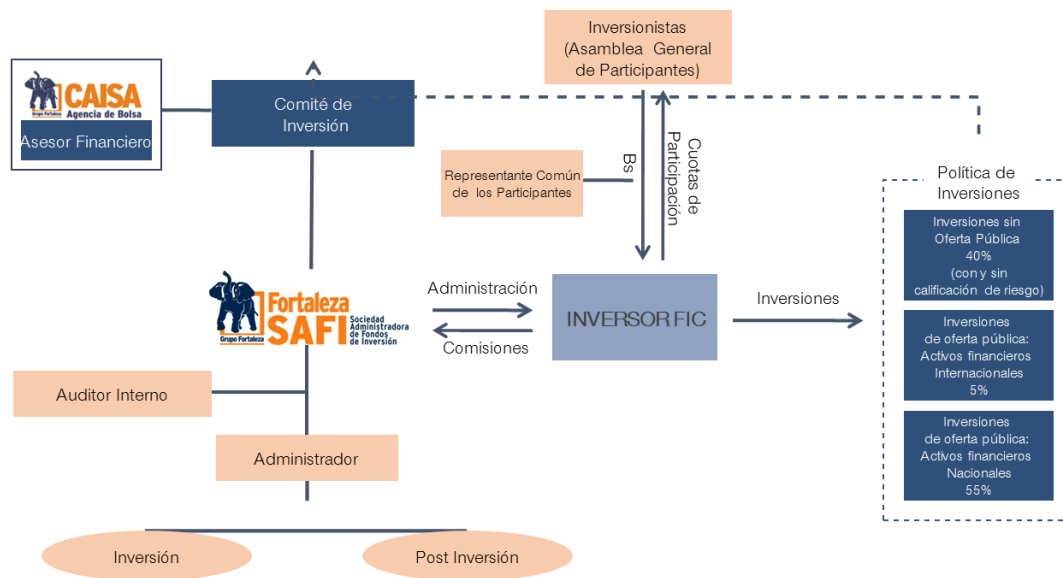 Inversionistas
(Asamblea General
de Participantes)
CAISA
Agencia de Bolsa
Grupo Fortaleza
Asesor Financiero
Comité de
Inversión
Representante Común
de los Participantes
Bs
Cuotas de
Participación
Política de
Inversiones
Inversiones sin
Oferta Pública
40%
(con y sin
calificación de riesgo)
Inversiones
de oferta pública:
Activos financieros
Internacionales
5%
Inversiones
de oferta pública:
Activos financieros
Nacionales
55%
Fortaleza
SAFI
Sociedad
Administradora
de Fondos
de Inversión
Grupo Fortaleza
Administración
Comisiones
INVERSOR FIC
Inversiones
Auditor Interno
Administrador
Inversión
Post Inversión